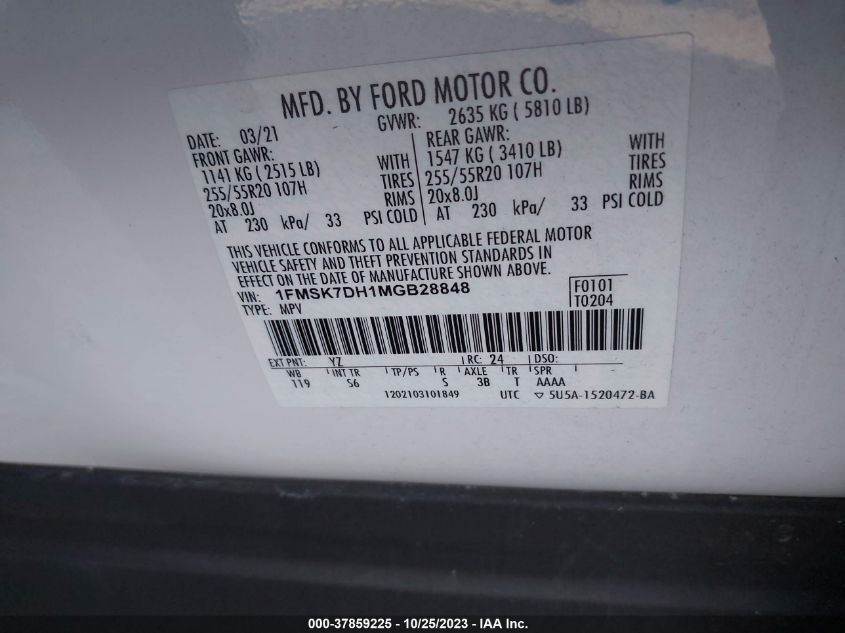 MFD. BY FORD MOTOR CO.
DATE: 03/21 GVWR: 2635 KG ( 5810 LB)
FRONT GAWR: REAR GAWR:
1141 KG ( 2515 LB) WITH 1547 KG ( 3410 LB) WITH
255/55R20 107H TIRES 255/55R20 107H TIRES
20x8.0J RIMS 20x8.0J RIMS
AT 230 kPa/ 33 PSI COLD AT 230 kPa/ 33 PSI COLD
THIS VEHICLE CONFORMS TO ALL APPLICABLE FEDERAL MOTOR
VEHICLE SAFETY AND THEFT PREVENTION STANDARDS IN
EFFECT ON THE DATE OF MANUFACTURE SHOWN ABOVE.
VIN: 1FMSK7DH1MGB28848 F0101
TYPE: MPV T0204
EXT PNT: YZ RC: 24 DSO:
WB INT TR TP/PS R AXLE TR SPR
119 S6 S 3B T AAAA
1202103101849 UTC ▽ 5U5A-1520472-BA
000-37859225 - 10/25/2023 - IAA Inc.